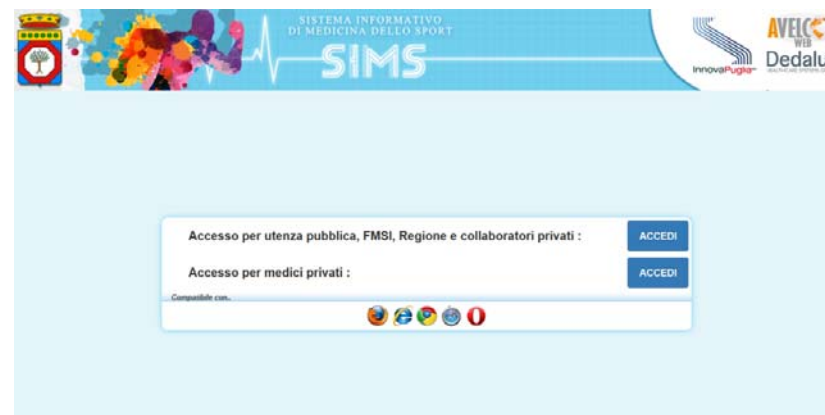 SISTEMA INFORMATIVO
DI MEDICINA DELLO SPORT
SIMS
InnovaPuglia
AVELCO
WEB
Dedalu
Accesso per utenza pubblica, FMSI, Regione e collaboratori privati :
ACCEDI
Accesso per medici privati :
ACCEDI
Compatibile con..